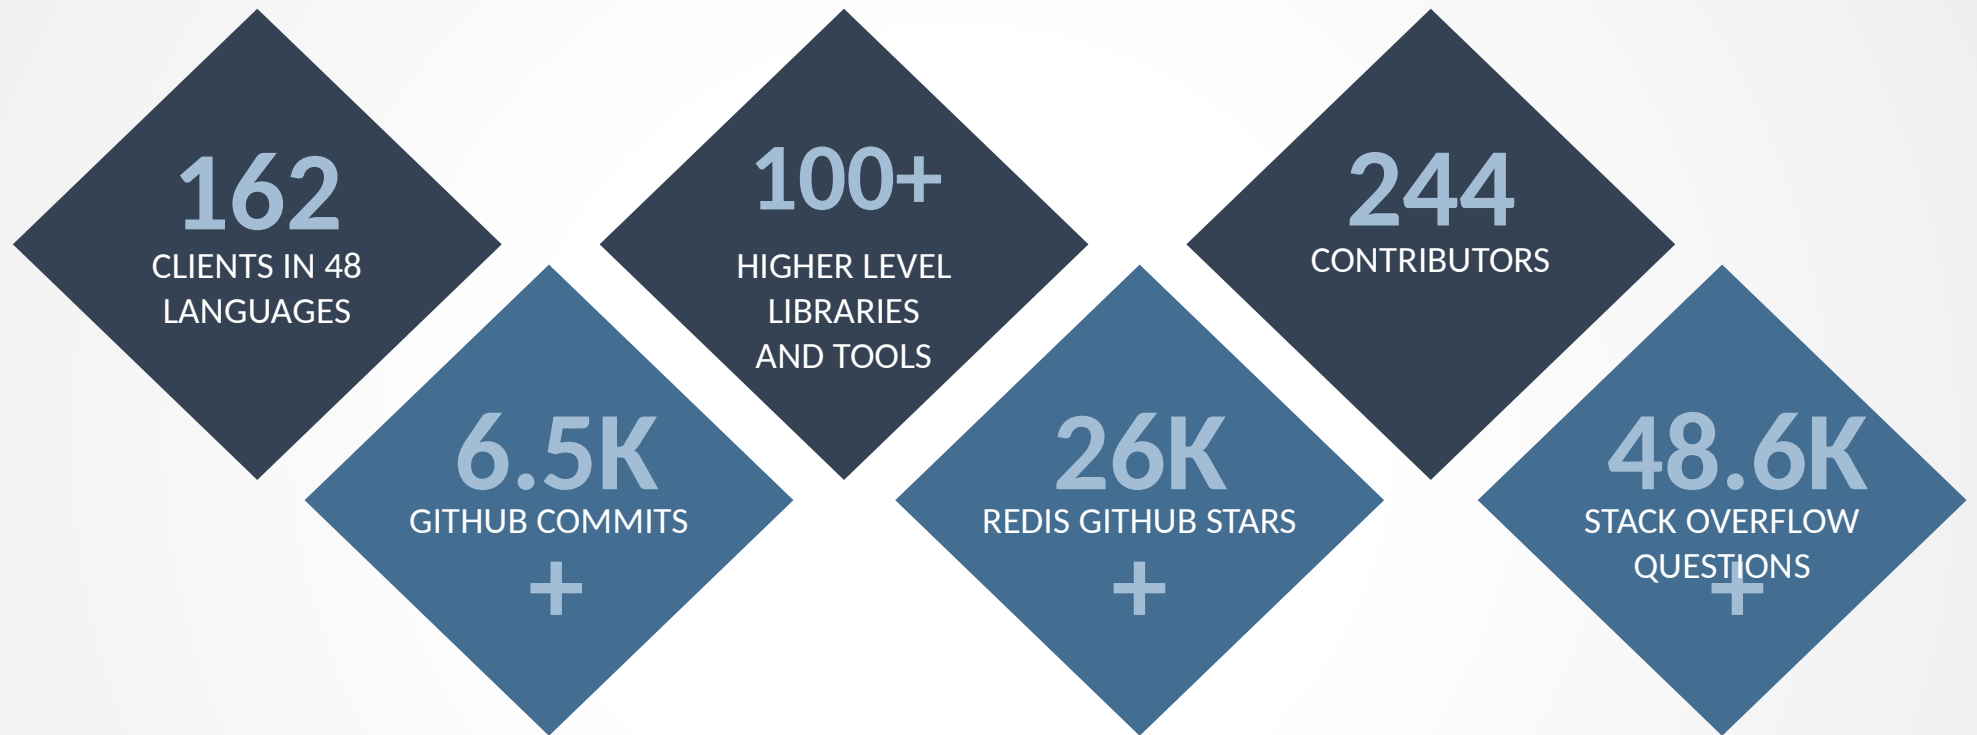 162
CLIENTS IN 48
LANGUAGES
100+
HIGHER LEVEL
LIBRARIES
AND TOOLS
244
CONTRIBUTORS
6.5K
GITHUB COMMITS
+
26K
REDIS GITHUB STARS
+
48.6K
STACK OVERFLOW
QUESTIONS
+